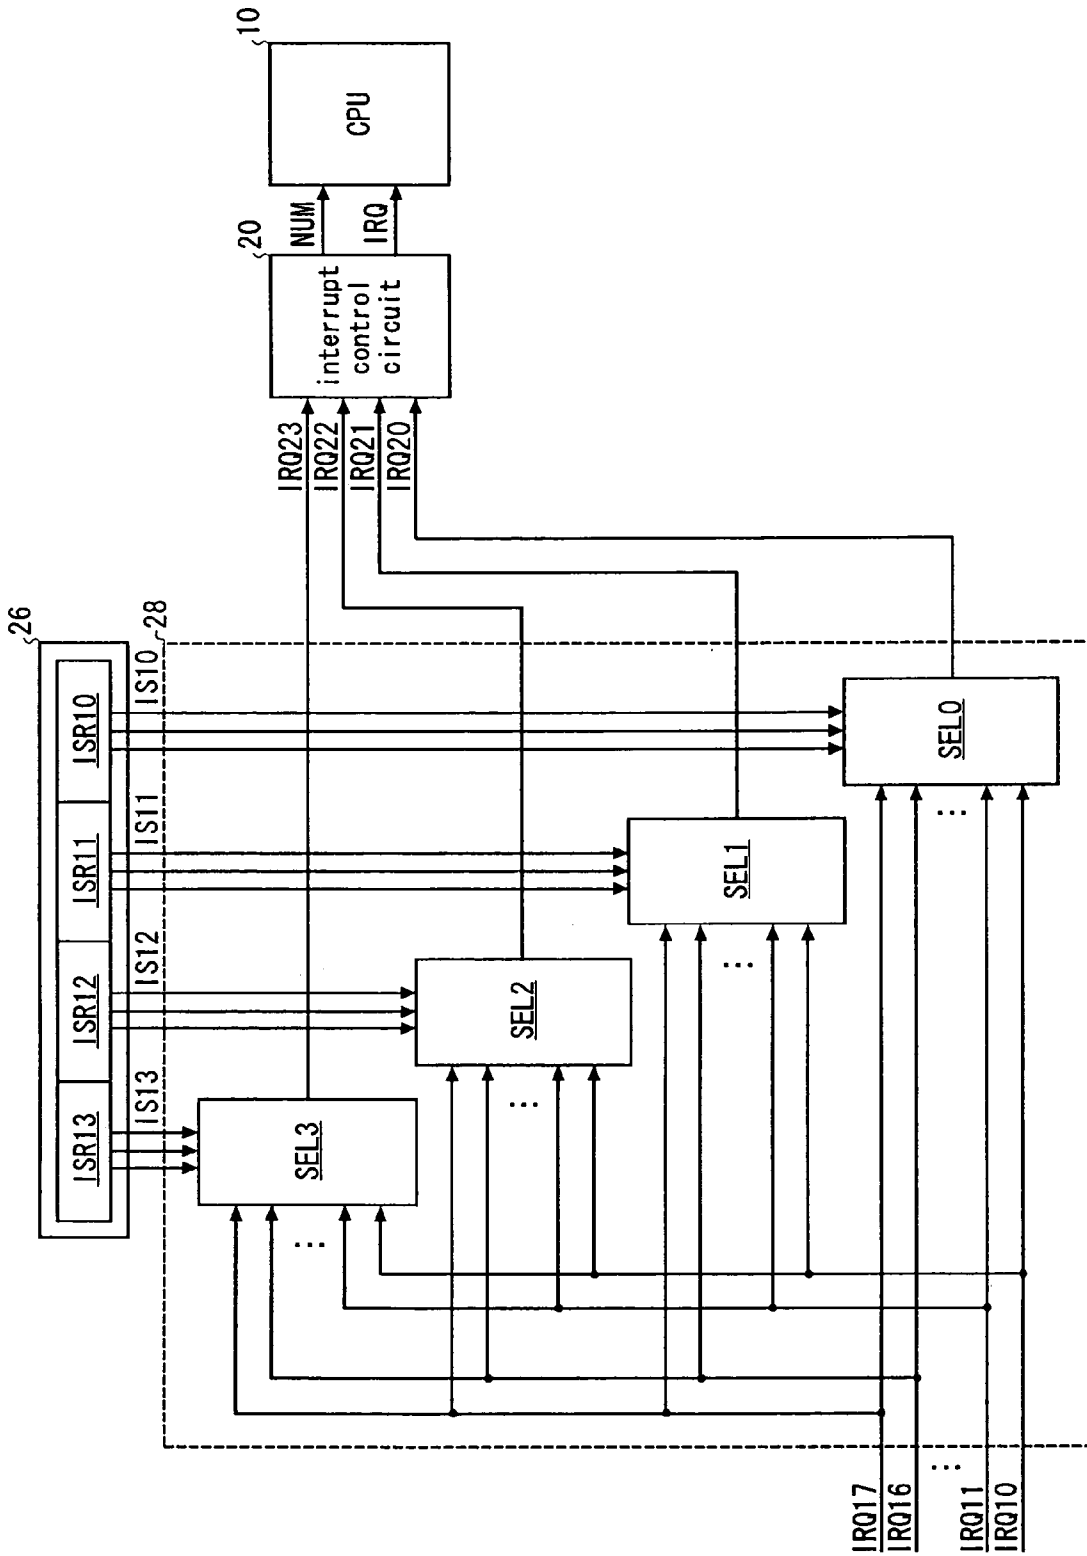 26
ISR13
ISR12
ISR11
ISR10
IS13
IS12
IS11
IS10
28
SEL3
...
SEL2
...
SEL1
...
SEL0
...
IRQ17
IRQ16
...
IRQ11
IRQ10
IRQ23
IRQ22
IRQ21
IRQ20
20
interrupt
control
circuit
NUM
IRQ
10
CPU